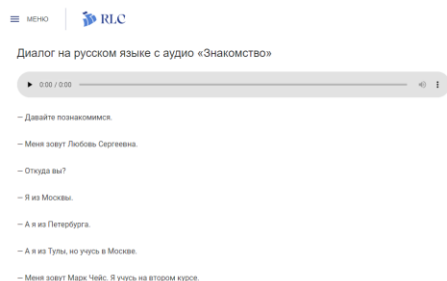 МЕНЮ RLC
Диалог на русском языке с аудио «Знакомство»
0:00 / 0:00
— Давайте познакомимся.
— Меня зовут Любовь Сергеевна.
— Откуда вы?
— Я из Москвы.
— А я из Петербурга.
— А я из Тулы, но учусь в Москве.
— Меня зовут Марк Чейс. Я учусь на втором курсе.